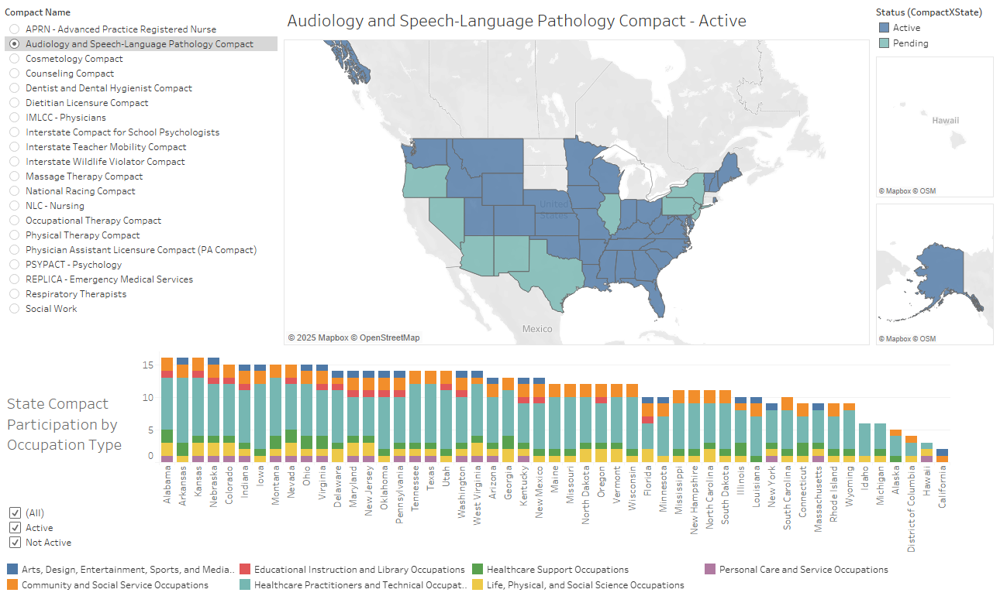 Compact Name
APRN - Advanced Practice Registered Nurse
Audiology and Speech-Language Pathology Compact
Cosmetology Compact
Counseling Compact
Dentist and Dental Hygienist Compact
Dietitian Licensure Compact
IMLCC - Physicians
Interstate Compact for School Psychologists
Interstate Teacher Mobility Compact
Interstate Wildlife Violator Compact
Massage Therapy Compact
National Racing Compact
NLC - Nursing
Occupational Therapy Compact
Physical Therapy Compact
Physician Assistant Licensure Compact (PA Compact)
PSYPACT - Psychology
REPLICA - Emergency Medical Services
Respiratory Therapists
Social Work
Audiology and Speech-Language Pathology Compact - Active
United
States
Mexico
© 2025 Mapbox © OpenStreetMap
Status (CompactXState)
Active
Pending
Hawaii
© Mapbox © OSM
© Mapbox © OSM
State Compact
Participation by
Occupation Type
15
10
5
0
Alabama
Arkansas
Kansas
Nebraska
Colorado
Indiana
Iowa
Montana
Nevada
Ohio
Virginia
Delaware
Maryland
New Jersey
Oklahoma
Pennsylvania
Tennessee
Texas
Utah
Washington
West Virginia
Arizona
Georgia
Kentucky
New Mexico
Maine
Missouri
North Dakota
Oregon
Vermont
Wisconsin
Florida
Minnesota
Mississippi
New Hampshire
North Carolina
South Dakota
Illinois
Louisiana
New York
South Carolina
Connecticut
Massachusetts
Rhode Island
Wyoming
Idaho
Michigan
Alaska
District of Columbia
Hawaii
California
(All)
Active
Not Active
Arts, Design, Entertainment, Sports, and Media..
Educational Instruction and Library Occupations
Healthcare Support Occupations
Personal Care and Service Occupations
Community and Social Service Occupations
Healthcare Practitioners and Technical Occupat..
Life, Physical, and Social Science Occupations